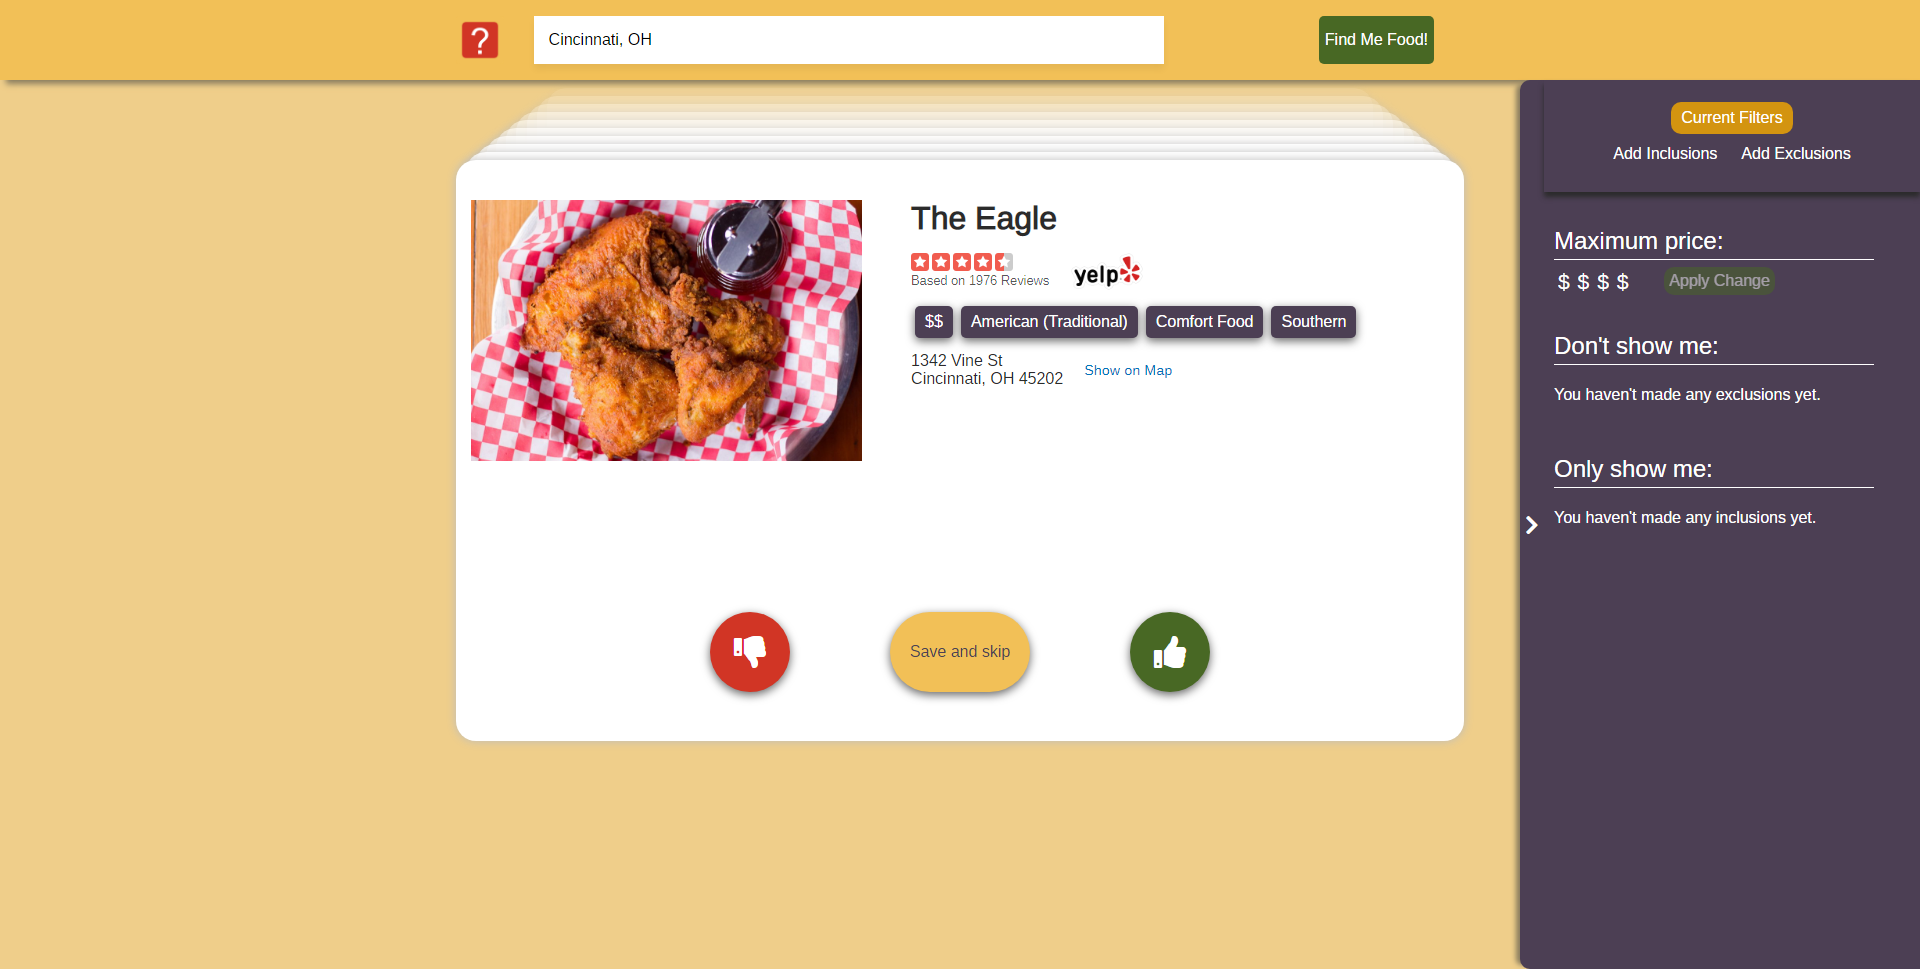 ?
Cincinnati, OH
Find Me Food!
Current Filters
Add Inclusions
Add Exclusions
The Eagle
Based on 1976 Reviews
yelp
$$
American (Traditional)
Comfort Food
Southern
1342 Vine St
Cincinnati, OH 45202
Show on Map
Save and skip
Maximum price:
$ $ $ $
Apply Change
Don't show me:
You haven't made any exclusions yet.
Only show me:
You haven't made any inclusions yet.